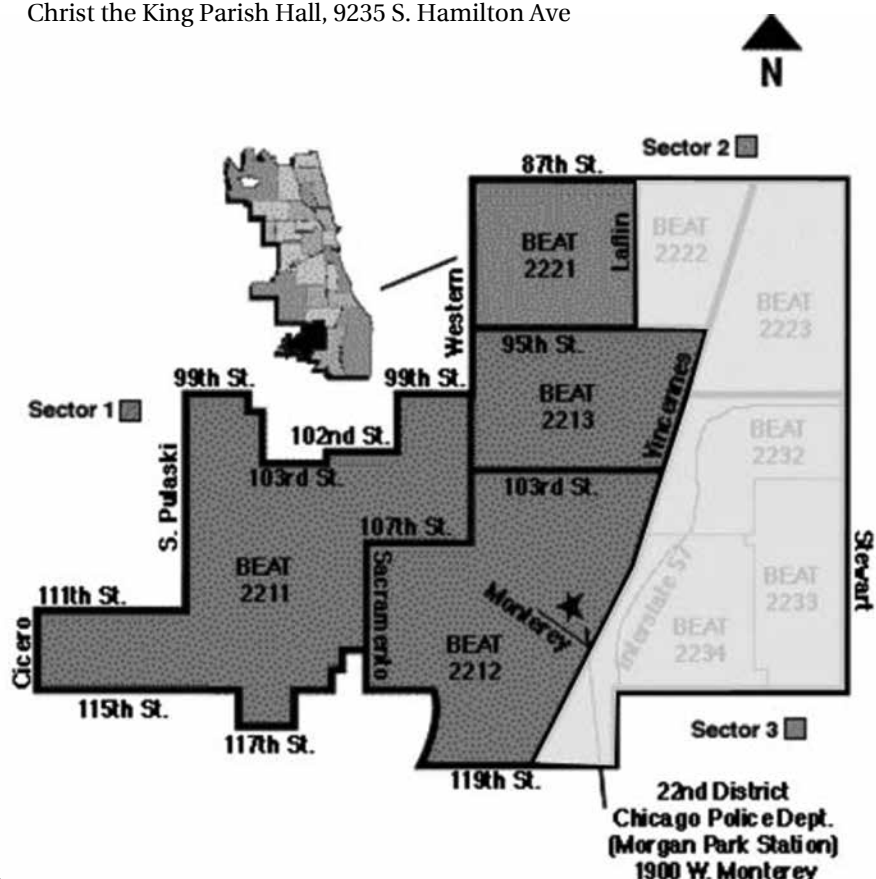 Christ the King Parish Hall, 9235 S. Hamilton Ave
N
Sector 2
87th St.
BEAT
2221
Laflin
BEAT
2222
BEAT
2223
Western
95th St.
BEAT
2213
Vincennes
99th St.
99th St.
Sector 1
102nd St.
103rd St.
103rd St.
S. Pulaski
BEAT
2232
107th St.
BEAT
2211
Sacramento
Monterey
BEAT
2212
Interstate 57
BEAT
2233
BEAT
2234
Stewart
111th St.
Cicero
115th St.
117th St.
119th St.
Sector 3
22nd District
Chicago Police Dept.
(Morgan Park Station)
1900 W. Monterey